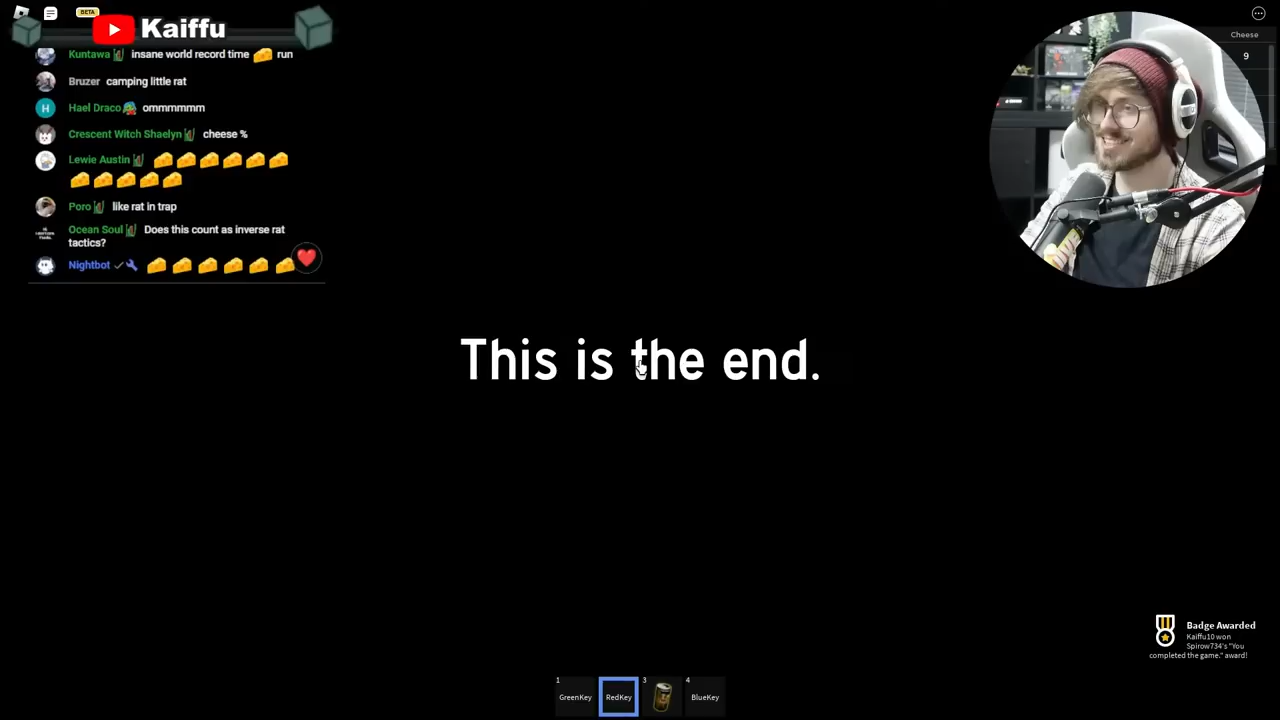 BETA
Kaiffu
Kuntawa insane world record time run
Bruzer camping little rat
H Hael Draco ommmmmm
Crescent Witch Shaelyn cheese %
Lewie Austin
Poro like rat in trap
Ocean Soul Does this count as inverse rat
tactics?
Nightbot
Cheese
9
This is the end.
Badge Awarded
Kaiffu10 won
Spirow734's "You
completed the game." award!
1
GreenKey
RedKey
3
4
BlueKey